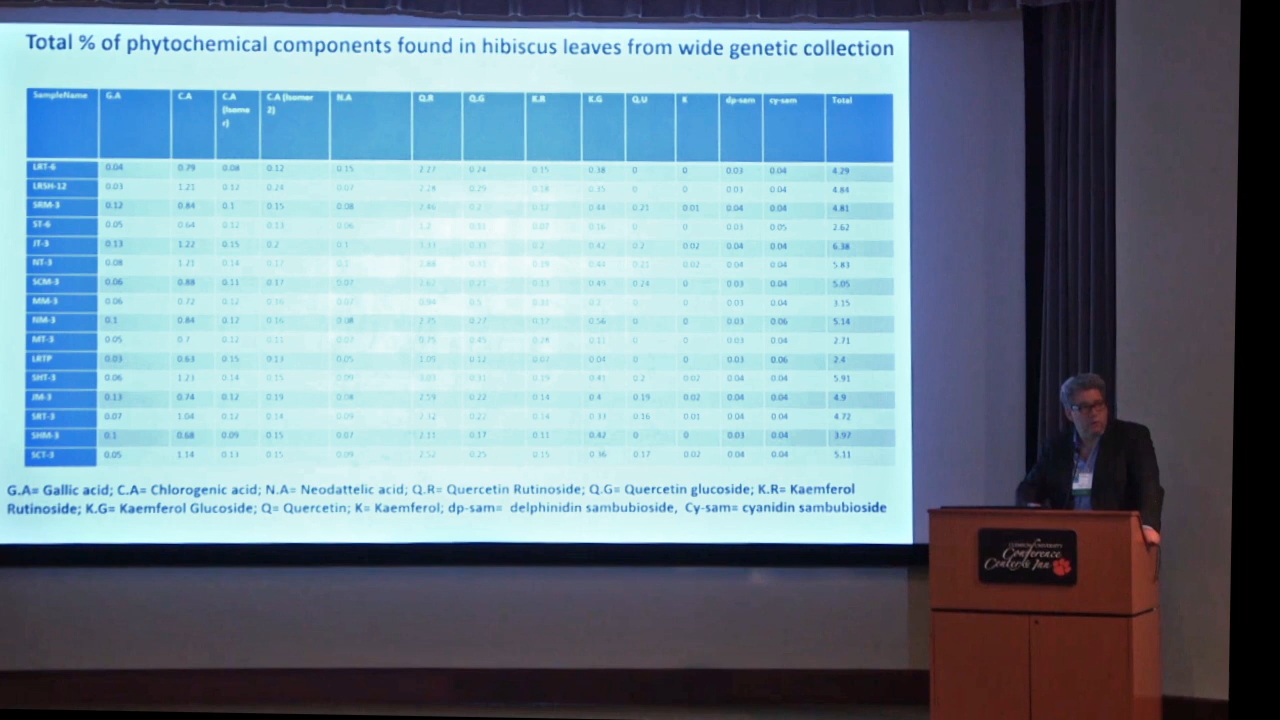 Total % of phytochemical components found in hibiscus leaves from wide genetic collection
SampleName G.A C.A C.A (Isomer) C.A (Isomer 2) N.A Q.R Q.G K.R K.G Q.U K dp-sam cy-sam Total
LRT-6 0.04 0.79 0.08 0.12 0.15 2.27 0.24 0.15 0.38 0 0 0.03 0.04 4.29
LRSH-12 0.03 1.21 0.12 0.24 0.07 2.28 0.29 0.18 0.35 0 0 0.03 0.04 4.84
SRM-3 0.12 0.84 0.1 0.15 0.08 2.46 0.2 0.12 0.44 0.21 0.01 0.04 0.04 4.81
ST-6 0.05 0.64 0.12 0.13 0.06 1.2 0.07 0.16 0 0 0.03 0.05 2.62
JT-3 0.13 1.22 0.15 0.2 0.1 0.2 0.42 0.2 0.02 0.04 0.04 6.38
NT-3 0.08 1.21 0.14 0.17 0.1 2.88 0.31 0.19 0.44 0.21 0.02 0.04 0.04 5.83
SCM-3 0.06 0.88 0.11 0.17 0.07 2.62 0.21 0.13 0.49 0.24 0 0.03 0.04 5.05
MM-3 0.06 0.72 0.12 0.16 0.07 0.94 0.5 0.2 0 0 0.03 0.04 3.15
NM-3 0.1 0.84 0.12 0.16 0.08 2.75 0.27 0.17 0.56 0 0 0.03 0.06 5.14
MT-3 0.05 0.7 0.12 0.11 0.07 0.75 0.45 0.28 0.11 0 0 0.03 0.04 2.71
LRTP 0.03 0.63 0.15 0.13 0.05 1.09 0.12 0.07 0.04 0 0 0.03 0.06 2.4
SHT-3 0.06 1.23 0.14 0.15 0.09 0.31 0.19 0.43 0.2 0.02 0.04 0.04 5.91
JM-3 0.13 0.74 0.12 0.19 0.08 2.59 0.22 0.14 0.4 0.19 0.02 0.04 0.04 4.9
SRT-3 0.07 1.04 0.12 0.14 0.09 2.32 0.22 0.14 0.33 0.16 0.01 0.04 0.04 4.72
SHM-3 0.1 0.68 0.09 0.15 0.07 2.11 0.17 0.11 0.42 0 0 0.03 0.04 3.97
SCT-3 0.05 1.14 0.13 0.15 0.09 2.52 0.25 0.15 0.36 0.17 0.02 0.04 0.04 5.11
G.A= Gallic acid; C.A= Chlorogenic acid; N.A= Neodattelic acid; Q.R= Quercetin Rutinoside; Q.G= Quercetin glucoside; K.R= Kaemferol
Rutinoside; K.G= Kaemferol Glucoside; Q= Quercetin; K= Kaemferol; dp-sam= delphinidin sambubioside, Cy-sam= cyanidin sambubioside
CLEMSON UNIVERSITY
Conference
Center & Inn